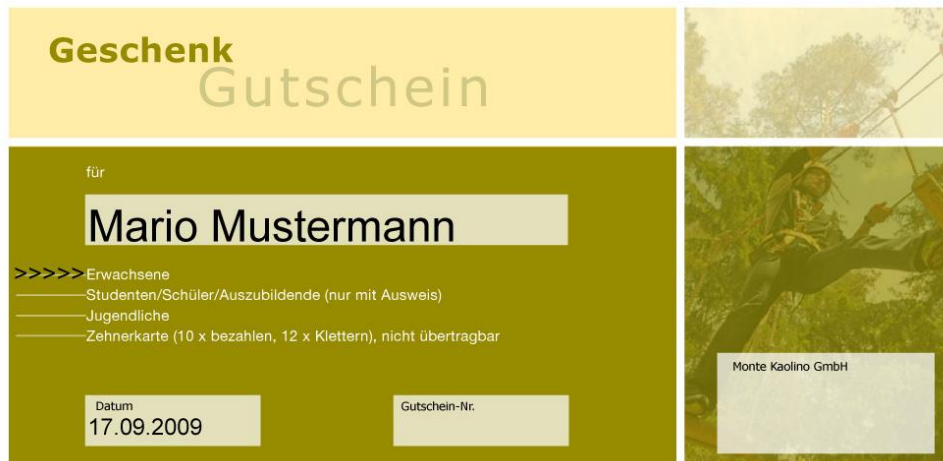 Geschenk
Gutschein
für
Mario Mustermann
>>>>>Erwachsene
Studenten/Schüler/Auszubildende (nur mit Ausweis)
Jugendliche
Zehnerkarte (10 x bezahlen, 12 x Klettern), nicht übertragbar
Datum
17.09.2009
Gutschein-Nr.
Monte Kaolino GmbH